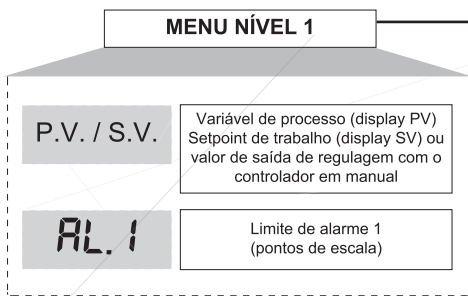 MENU NÍVEL 1
P.V. / S.V.
Variável de processo (display PV)
Setpoint de trabalho (display SV) ou
valor de saída de regulagem com o
controlador em manual
AL. 1
Limite de alarme 1
(pontos de escala)